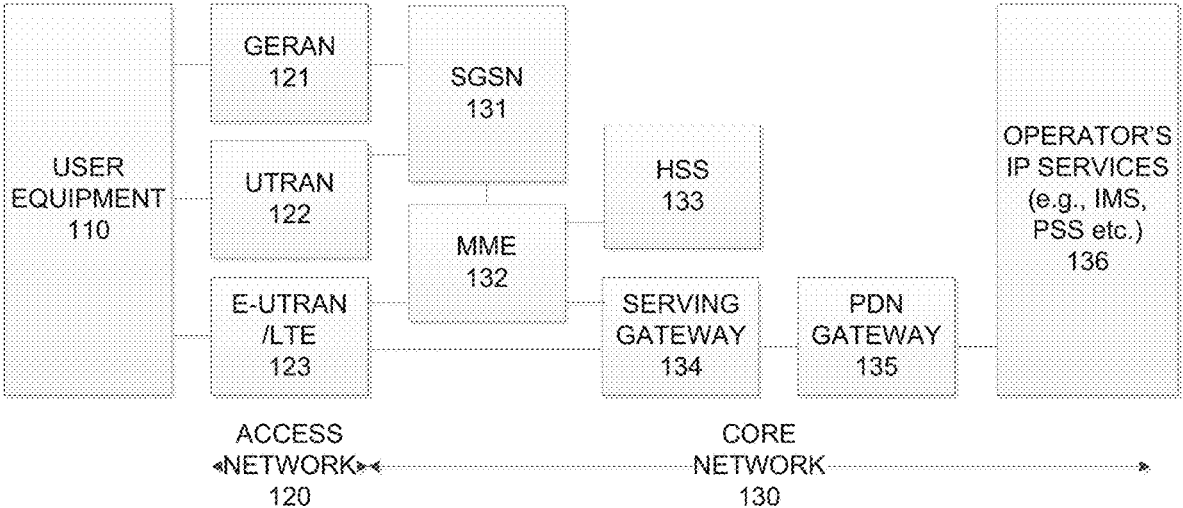 USER
EQUIPMENT
110
GERAN
121
UTRAN
122
E-UTRAN
/LTE
123
SGSN
131
MME
132
HSS
133
SERVING
GATEWAY
134
PDN
GATEWAY
135
OPERATOR'S
IP SERVICES
(e.g., IMS,
PSS etc.)
136
ACCESS
NETWORK
120
CORE
NETWORK
130